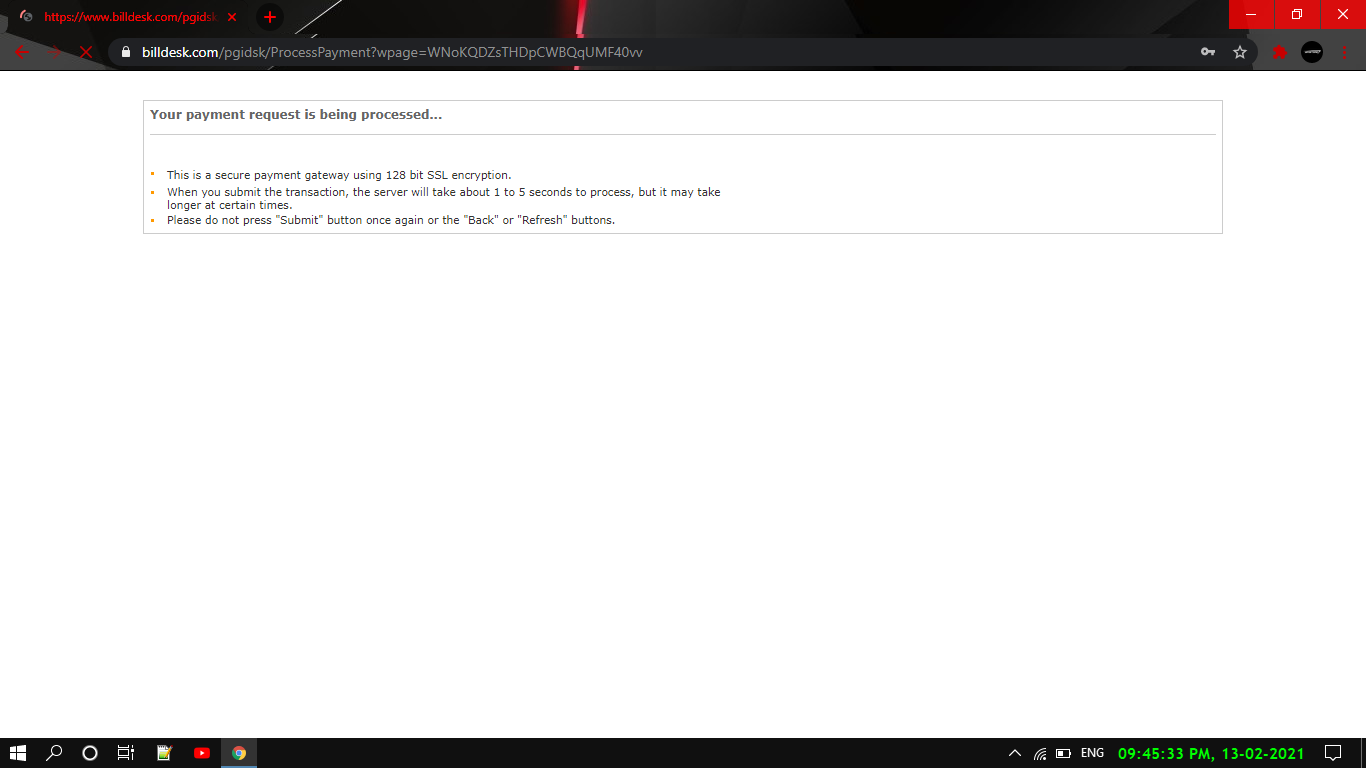 https://www.billdesk.com/pgidsk
billdesk.com/pgidsk/ProcessPayment?wpage=WNoKQDZsTHDpCWBQqUMF40vv
Your payment request is being processed...
This is a secure payment gateway using 128 bit SSL encryption.
When you submit the transaction, the server will take about 1 to 5 seconds to process, but it may take
longer at certain times.
Please do not press "Submit" button once again or the "Back" or "Refresh" buttons.
ENG
09:45:33 PM, 13-02-2021